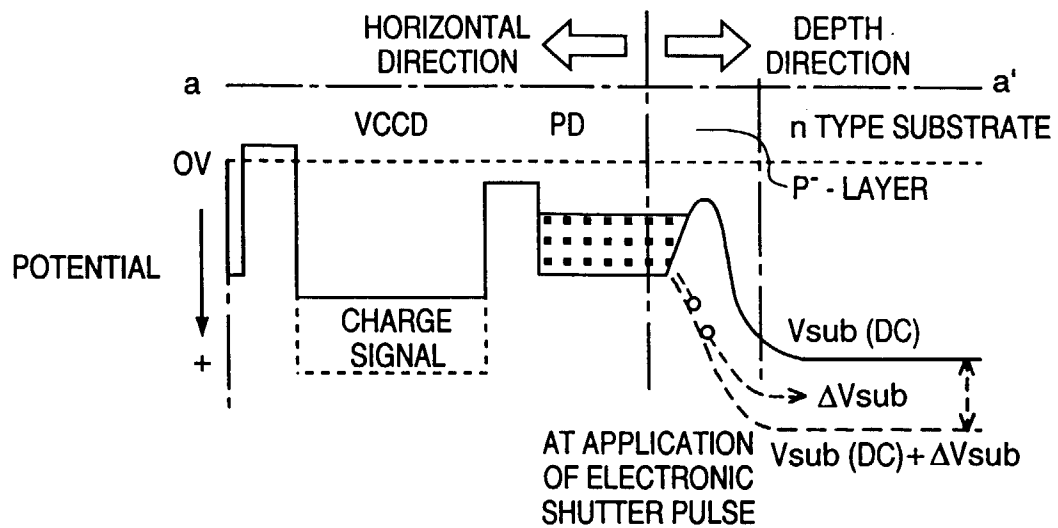 HORIZONTAL
DIRECTION
DEPTH
DIRECTION
a
a'
VCCD
PD
n TYPE SUBSTRATE
OV
P⁻ - LAYER
POTENTIAL
+
CHARGE
SIGNAL
Vsub (DC)
ΔVsub
Vsub (DC) + ΔVsub
AT APPLICATION
OF ELECTRONIC
SHUTTER PULSE